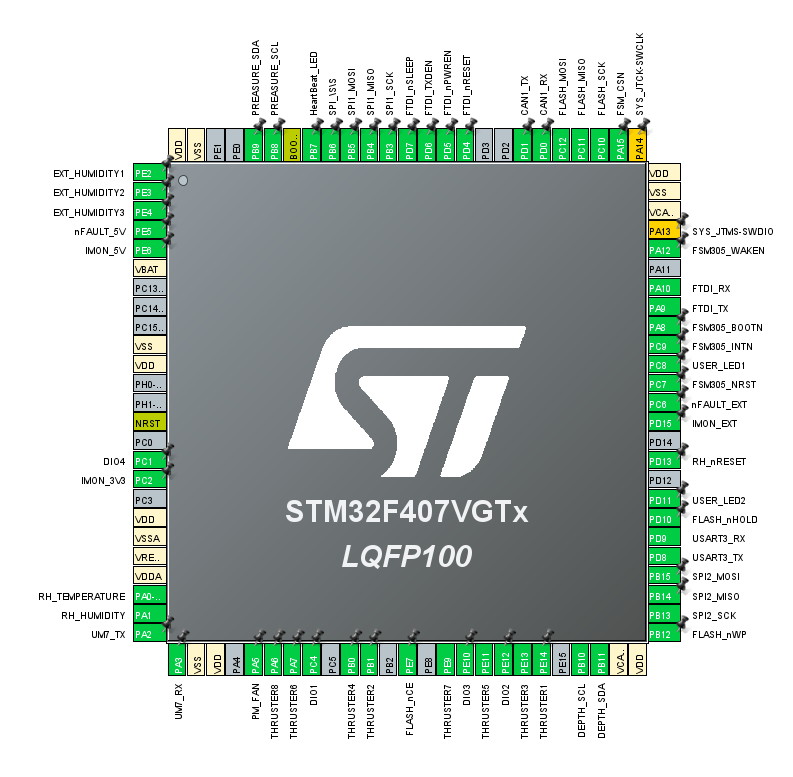 PREASURE_SDA
PREASURE_SCL
HeartBeat_LED
SPI_\S\S
SPI1_MOSI
SPI1_MISO
SPI1_SCK
FTDI_nSLEEP
FTDI_TXDEN
FTDI_nPWREN
FTDI_nRESET
CAN1_TX
CAN1_RX
FLASH_MOSI
FLASH_MISO
FLASH_SCK
FSM_CSN
SYS_JTCK-SWCLK
VDD
VSS
PE1
PE0
PB9
PB8
BOO..
PB7
PB6
PB5
PB4
PB3
PD7
PD6
PD5
PD4
PD3
PD2
PD1
PD0
PC12
PC11
PC10
PA15
PA14
EXT_HUMIDITY1 PE2
EXT_HUMIDITY2 PE3
EXT_HUMIDITY3 PE4
nFAULT_5V PE5
IMON_5V PE6
VBAT
PC13..
PC14..
PC15..
VSS
VDD
PH0-..
PH1-..
NRST
PC0
DIO4 PC1
IMON_3V3 PC2
PC3
VDD
VSSA
VRE..
VDDA
RH_TEMPERATURE PA0-..
RH_HUMIDITY PA1
UM7_TX PA2
ST
STM32F407VGTx
LQFP100
VDD
VSS
VCA..
PA13 SYS_JTMS-SWDIO
PA12 FSM305_WAKEN
PA11
PA10 FTDI_RX
PA9 FTDI_TX
PA8 FSM305_BOOTN
PC9 FSM305_INTN
PC8 USER_LED1
PC7 FSM305_NRST
PC6 nFAULT_EXT
PD15 IMON_EXT
PD14
PD13 RH_nRESET
PD12
PD11 USER_LED2
PD10 FLASH_nHOLD
PD9 USART3_RX
PD8 USART3_TX
PB15 SPI2_MOSI
PB14 SPI2_MISO
PB13 SPI2_SCK
PB12 FLASH_nWP
PA3
VSS
VDD
PA4
PA5
PA6
PA7
PC4
PC5
PB0
PB1
PB2
PE7
PE8
PE9
PE10
PE11
PE12
PE13
PE14
PE15
PB10
PB11
VCA..
VDD
UM7_RX
PM_FAN
THRUSTER8
THRUSTER6
DIO1
THRUSTER4
THRUSTER2
FLASH_nCE
THRUSTER7
DIO3
THRUSTER5
DIO2
THRUSTER3
THRUSTER1
DEPTH_SCL
DEPTH_SDA